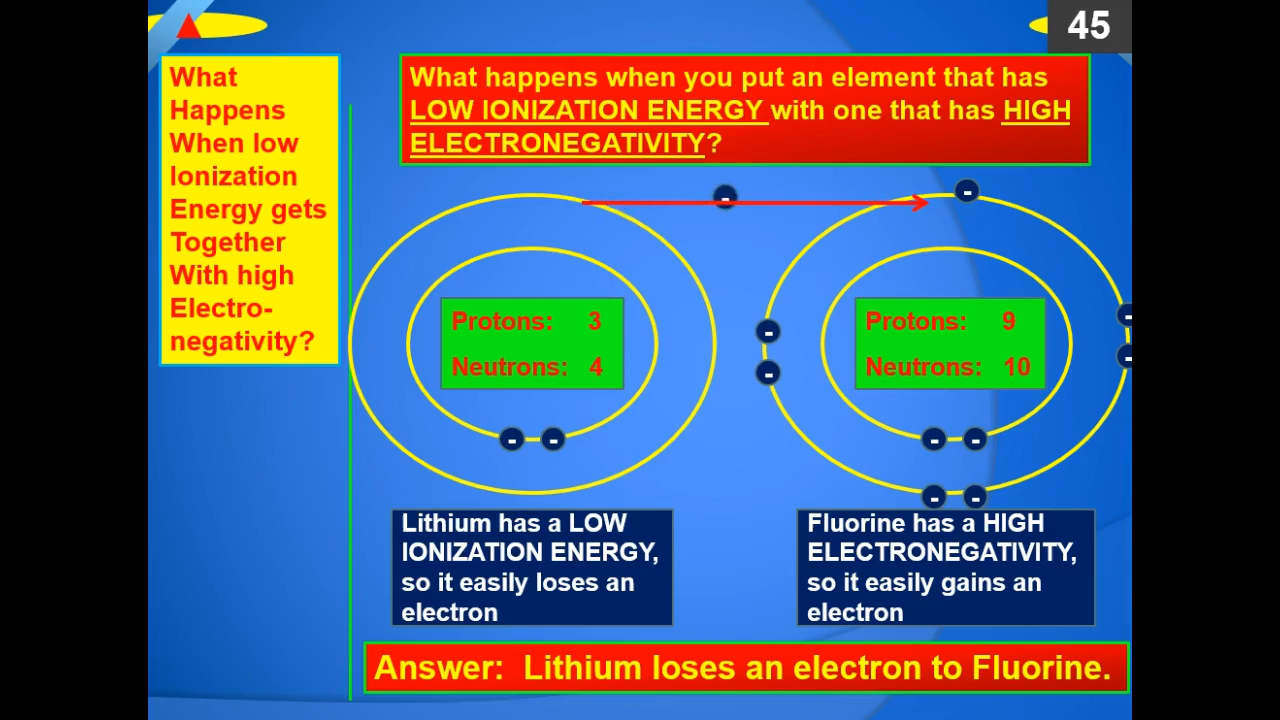 45
What
Happens
When low
Ionization
Energy gets
Together
With high
Electro-
negativity?
What happens when you put an element that has
LOW IONIZATION ENERGY with one that has HIGH
ELECTRONEGATIVITY?
-
-
-
-
-
-
Protons: 3
Neutrons: 4
Protons: 9
Neutrons: 10
-
-
-
-
-
-
Lithium has a LOW
IONIZATION ENERGY,
so it easily loses an
electron
Fluorine has a HIGH
ELECTRONEGATIVITY,
so it easily gains an
electron
Answer: Lithium loses an electron to Fluorine.